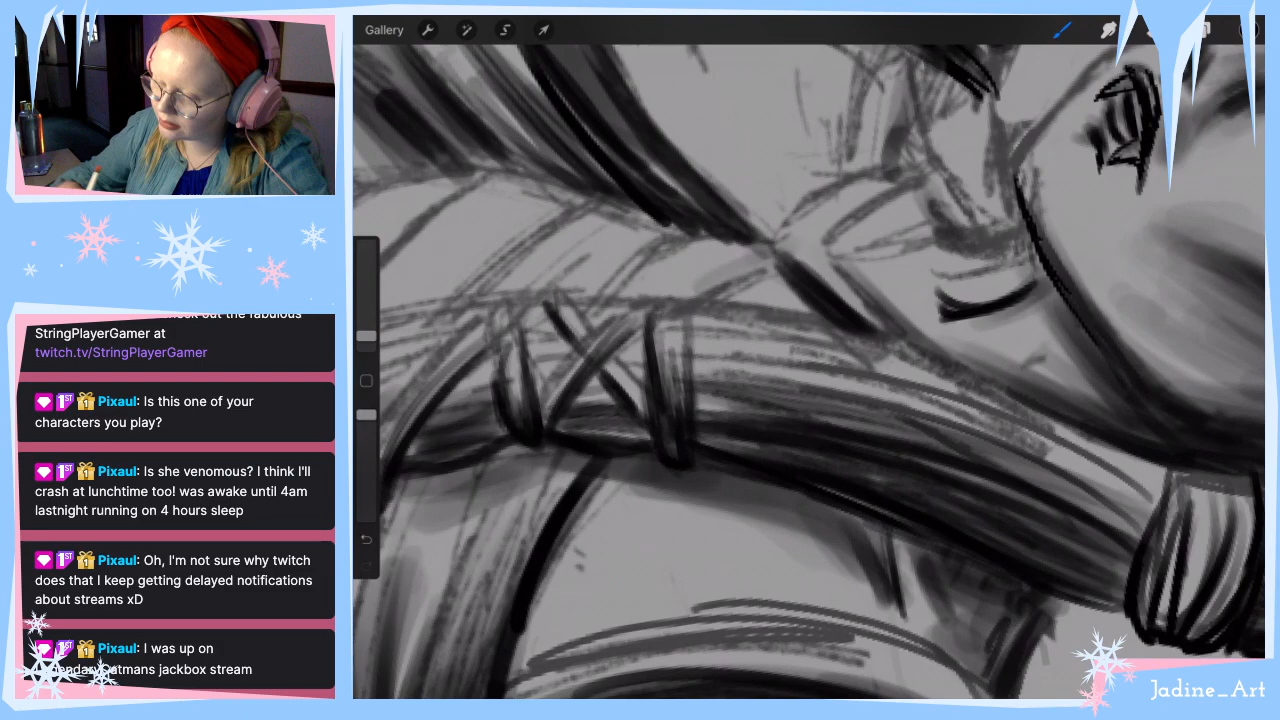 Gallery
StringPlayerGamer at
twitch.tv/StringPlayerGamer
Pixaul: Is this one of your
characters you play?
Pixaul: Is she venomous? I think I'll
crash at lunchtime too! was awake until 4am
lastnight running on 4 hours sleep
Pixaul: Oh, I'm not sure why twitch
does that I keep getting delayed notifications
about streams xD
Pixaul: I was up on
jackbox stream
Jadine_Art